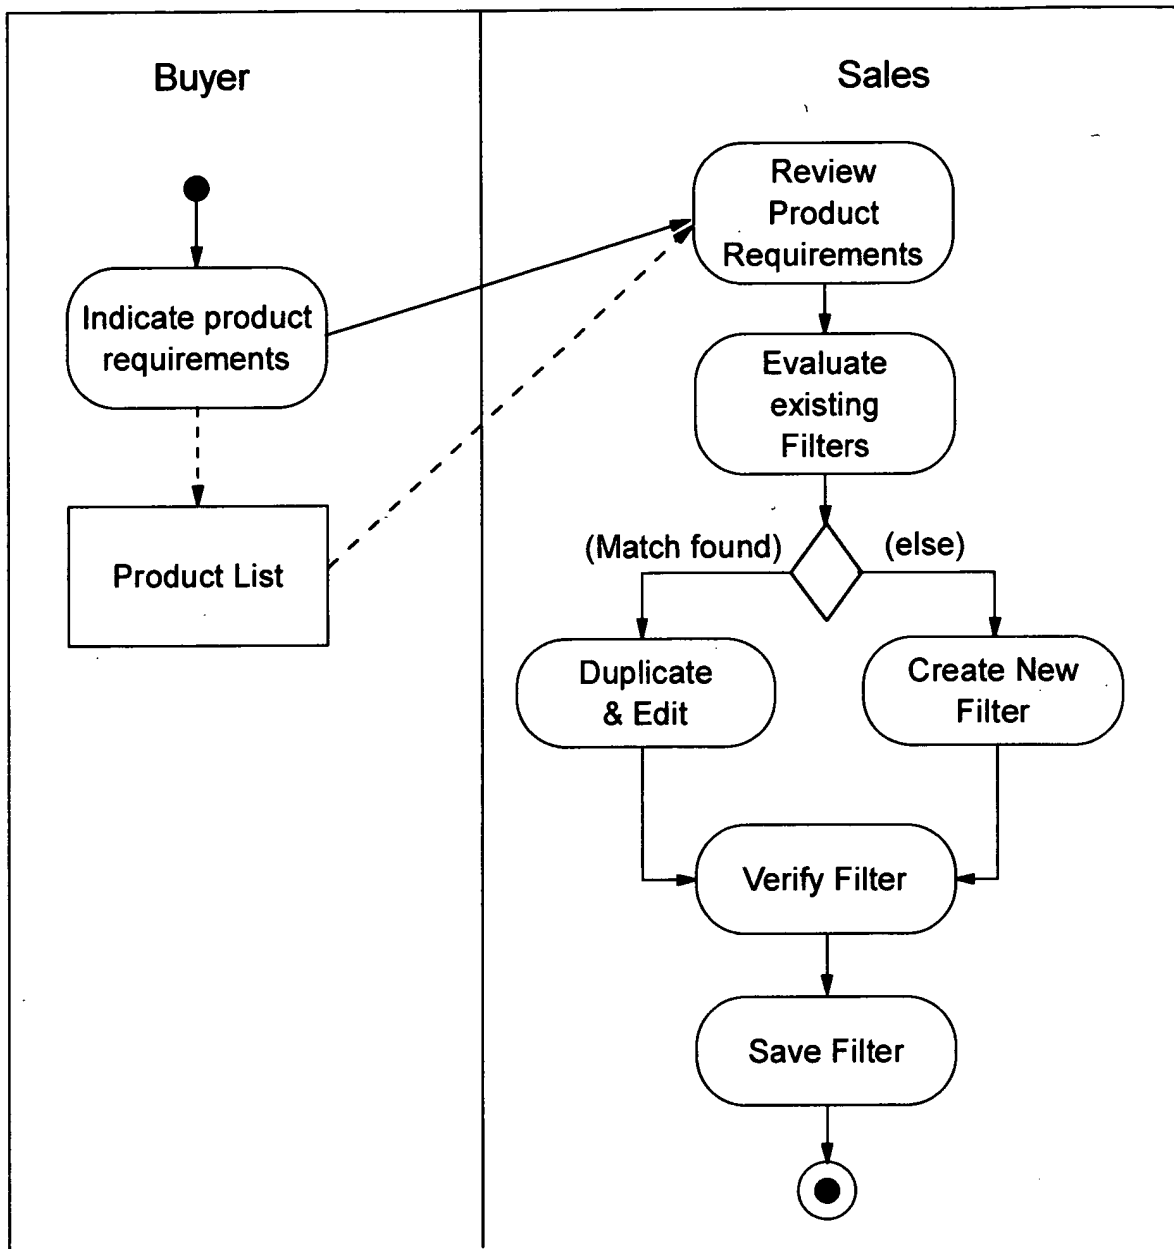 Buyer
Sales
Indicate product
requirements
Product List
Review
Product
Requirements
Evaluate
existing
Filters
(Match found)
(else)
Duplicate
& Edit
Create New
Filter
Verify Filter
Save Filter